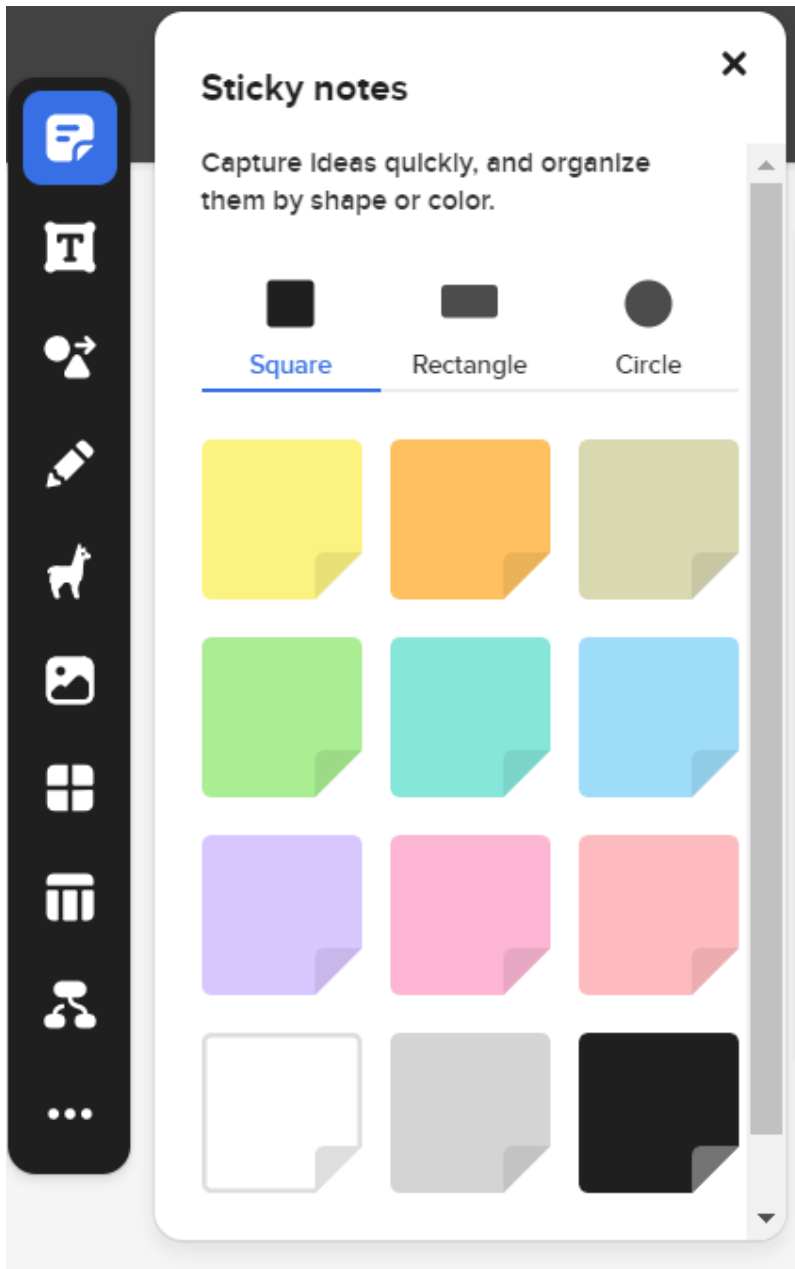 Sticky notes
Capture ideas quickly, and organize
them by shape or color.
T
Square Rectangle Circle